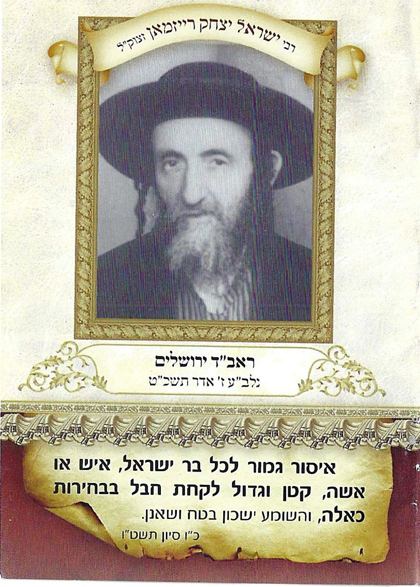 רבי ישראל יצחק רייזמאן זצוק"ל
ראב"ד ירושלים
נלב"ע ז' אדר תשכ"ט
איסור גמור לכל בר ישראל, איש או
אשה, קטן וגדול לקחת חבל בבחירות
כאלה, והשומע ישכון בטח ושאנן.
כ"ו סיון תשט"ו